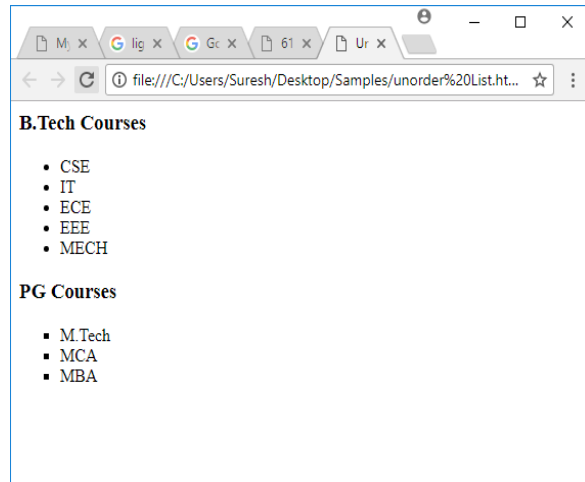 My
lig
Gc
61
Ur
file:///C:/Users/Suresh/Desktop/Samples/unorder%20List.ht...
B.Tech Courses
CSE
IT
ECE
EEE
MECH
PG Courses
M.Tech
MCA
MBA